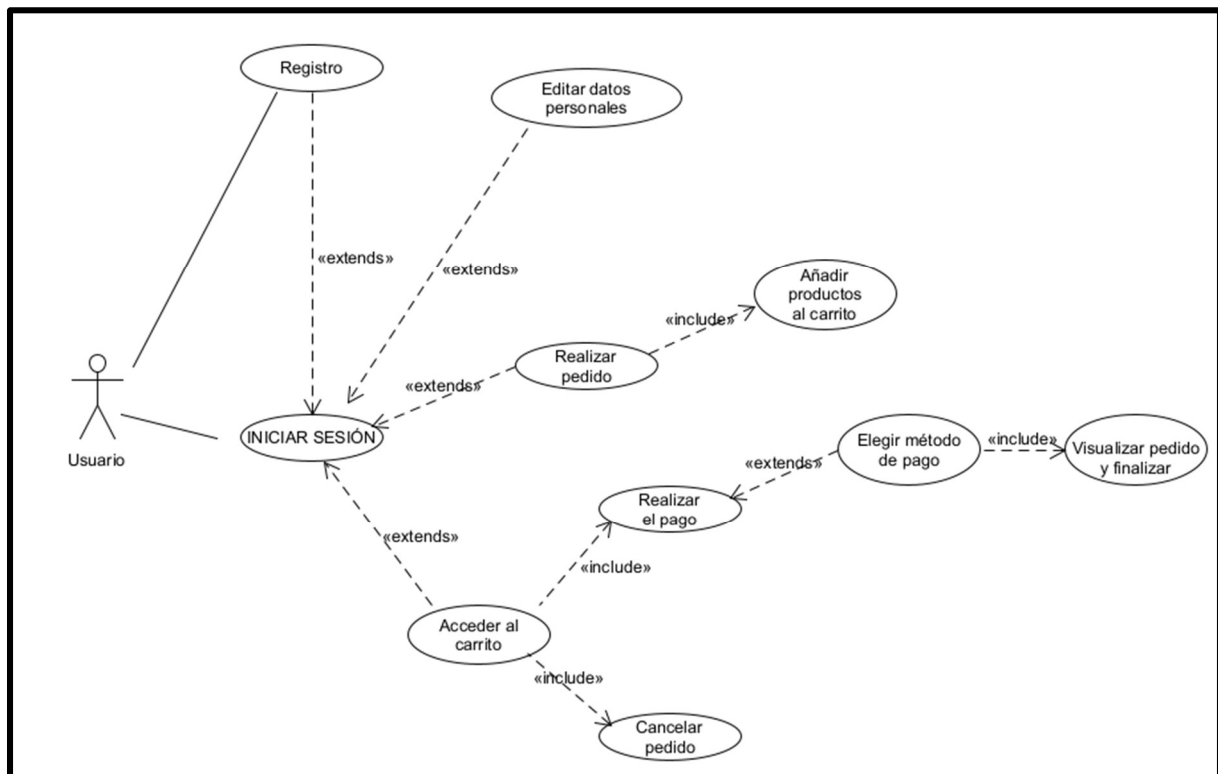 Registro
Editar datos
personales
«extends»
«extends»
Añadir
productos
al carrito
«include»
Realizar
pedido
«extends»
Usuario
INICIAR SESIÓN
Elegir método
de pago
«include»
Visualizar pedido
y finalizar
«extends»
Realizar
el pago
«extends»
«include»
Acceder al
carrito
«include»
Cancelar
pedido